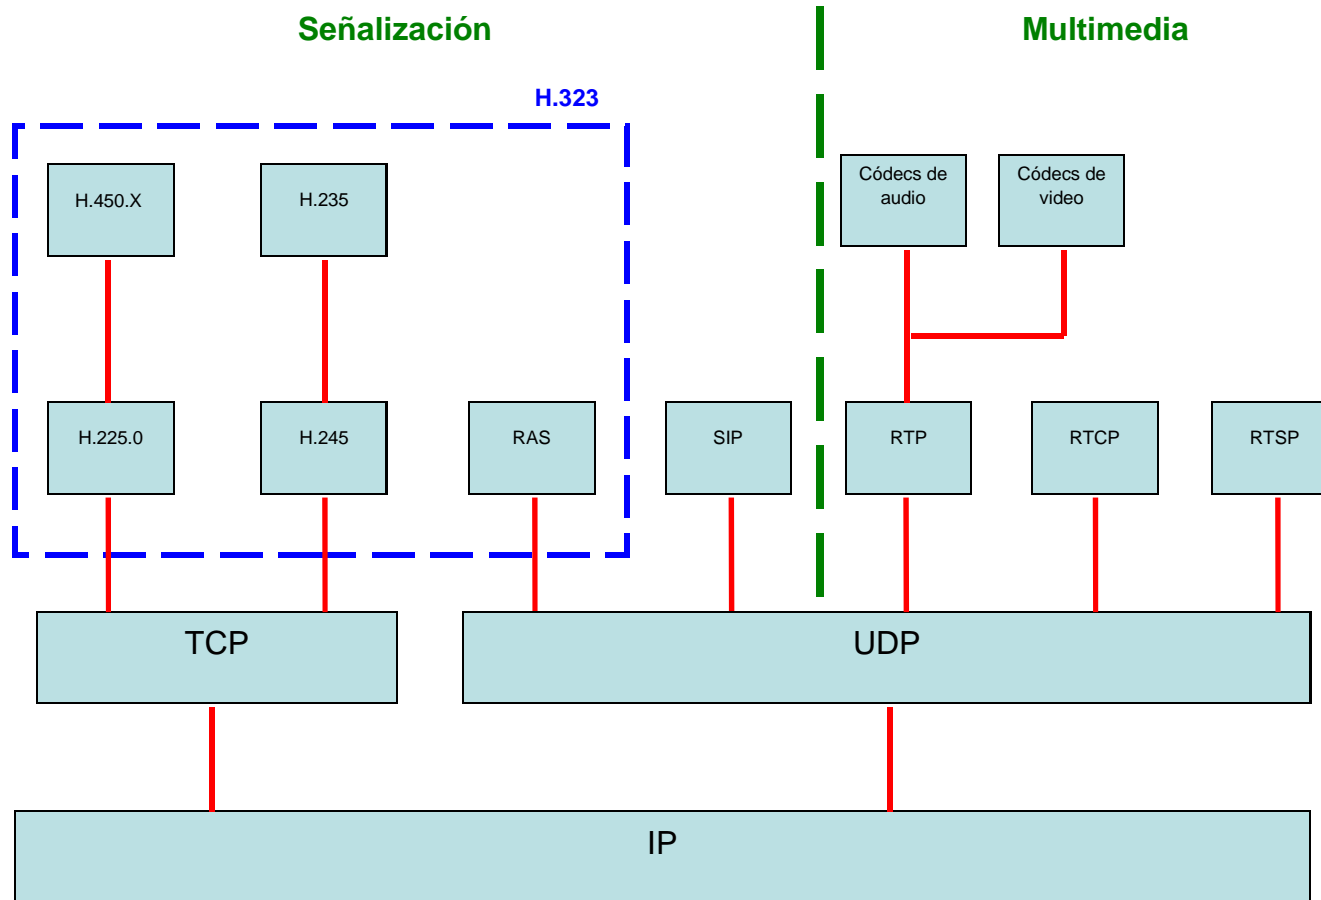 Señalización
Multimedia
H.323
H.450.X
H.235
Códecs de
audio
Códecs de
video
H.225.0
H.245
RAS
SIP
RTP
RTCP
RTSP
TCP
UDP
IP